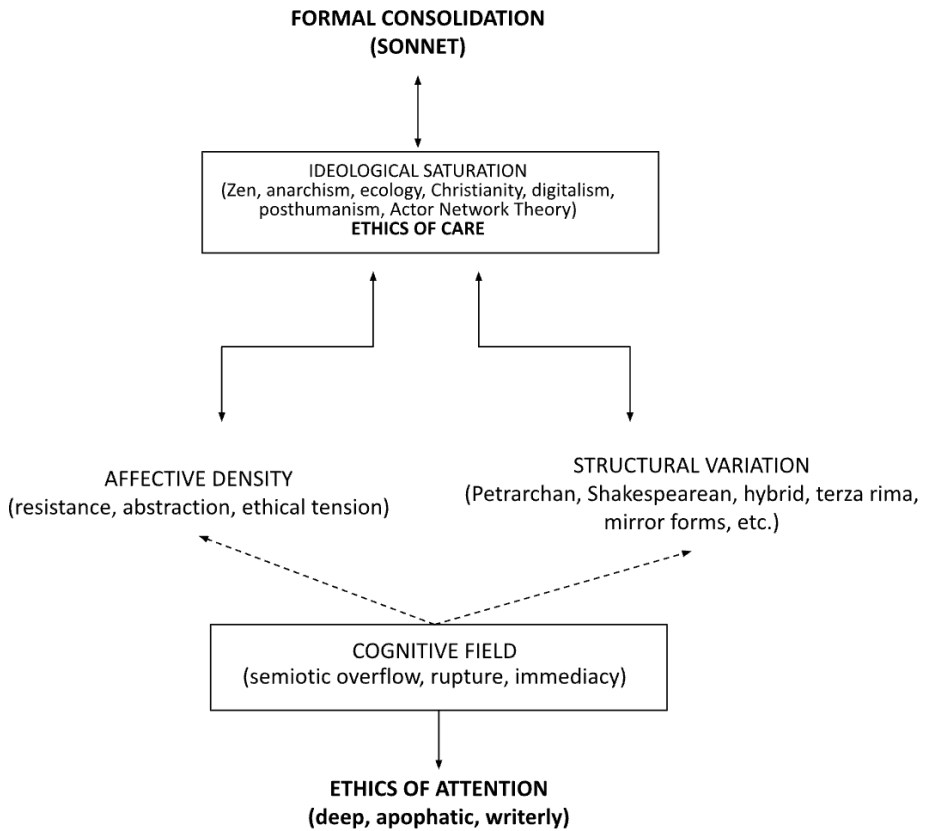 FORMAL CONSOLIDATION
(SONNET)
IDEOLOGICAL SATURATION
(Zen, anarchism, ecology, Christianity, digitalism,
posthumanism, Actor Network Theory)
ETHICS OF CARE
AFFECTIVE DENSITY
(resistance, abstraction, ethical tension)
STRUCTURAL VARIATION
(Petrarchan, Shakespearean, hybrid, terza rima,
mirror forms, etc.)
COGNITIVE FIELD
(semiotic overflow, rupture, immediacy)
ETHICS OF ATTENTION
(deep, apophatic, writerly)